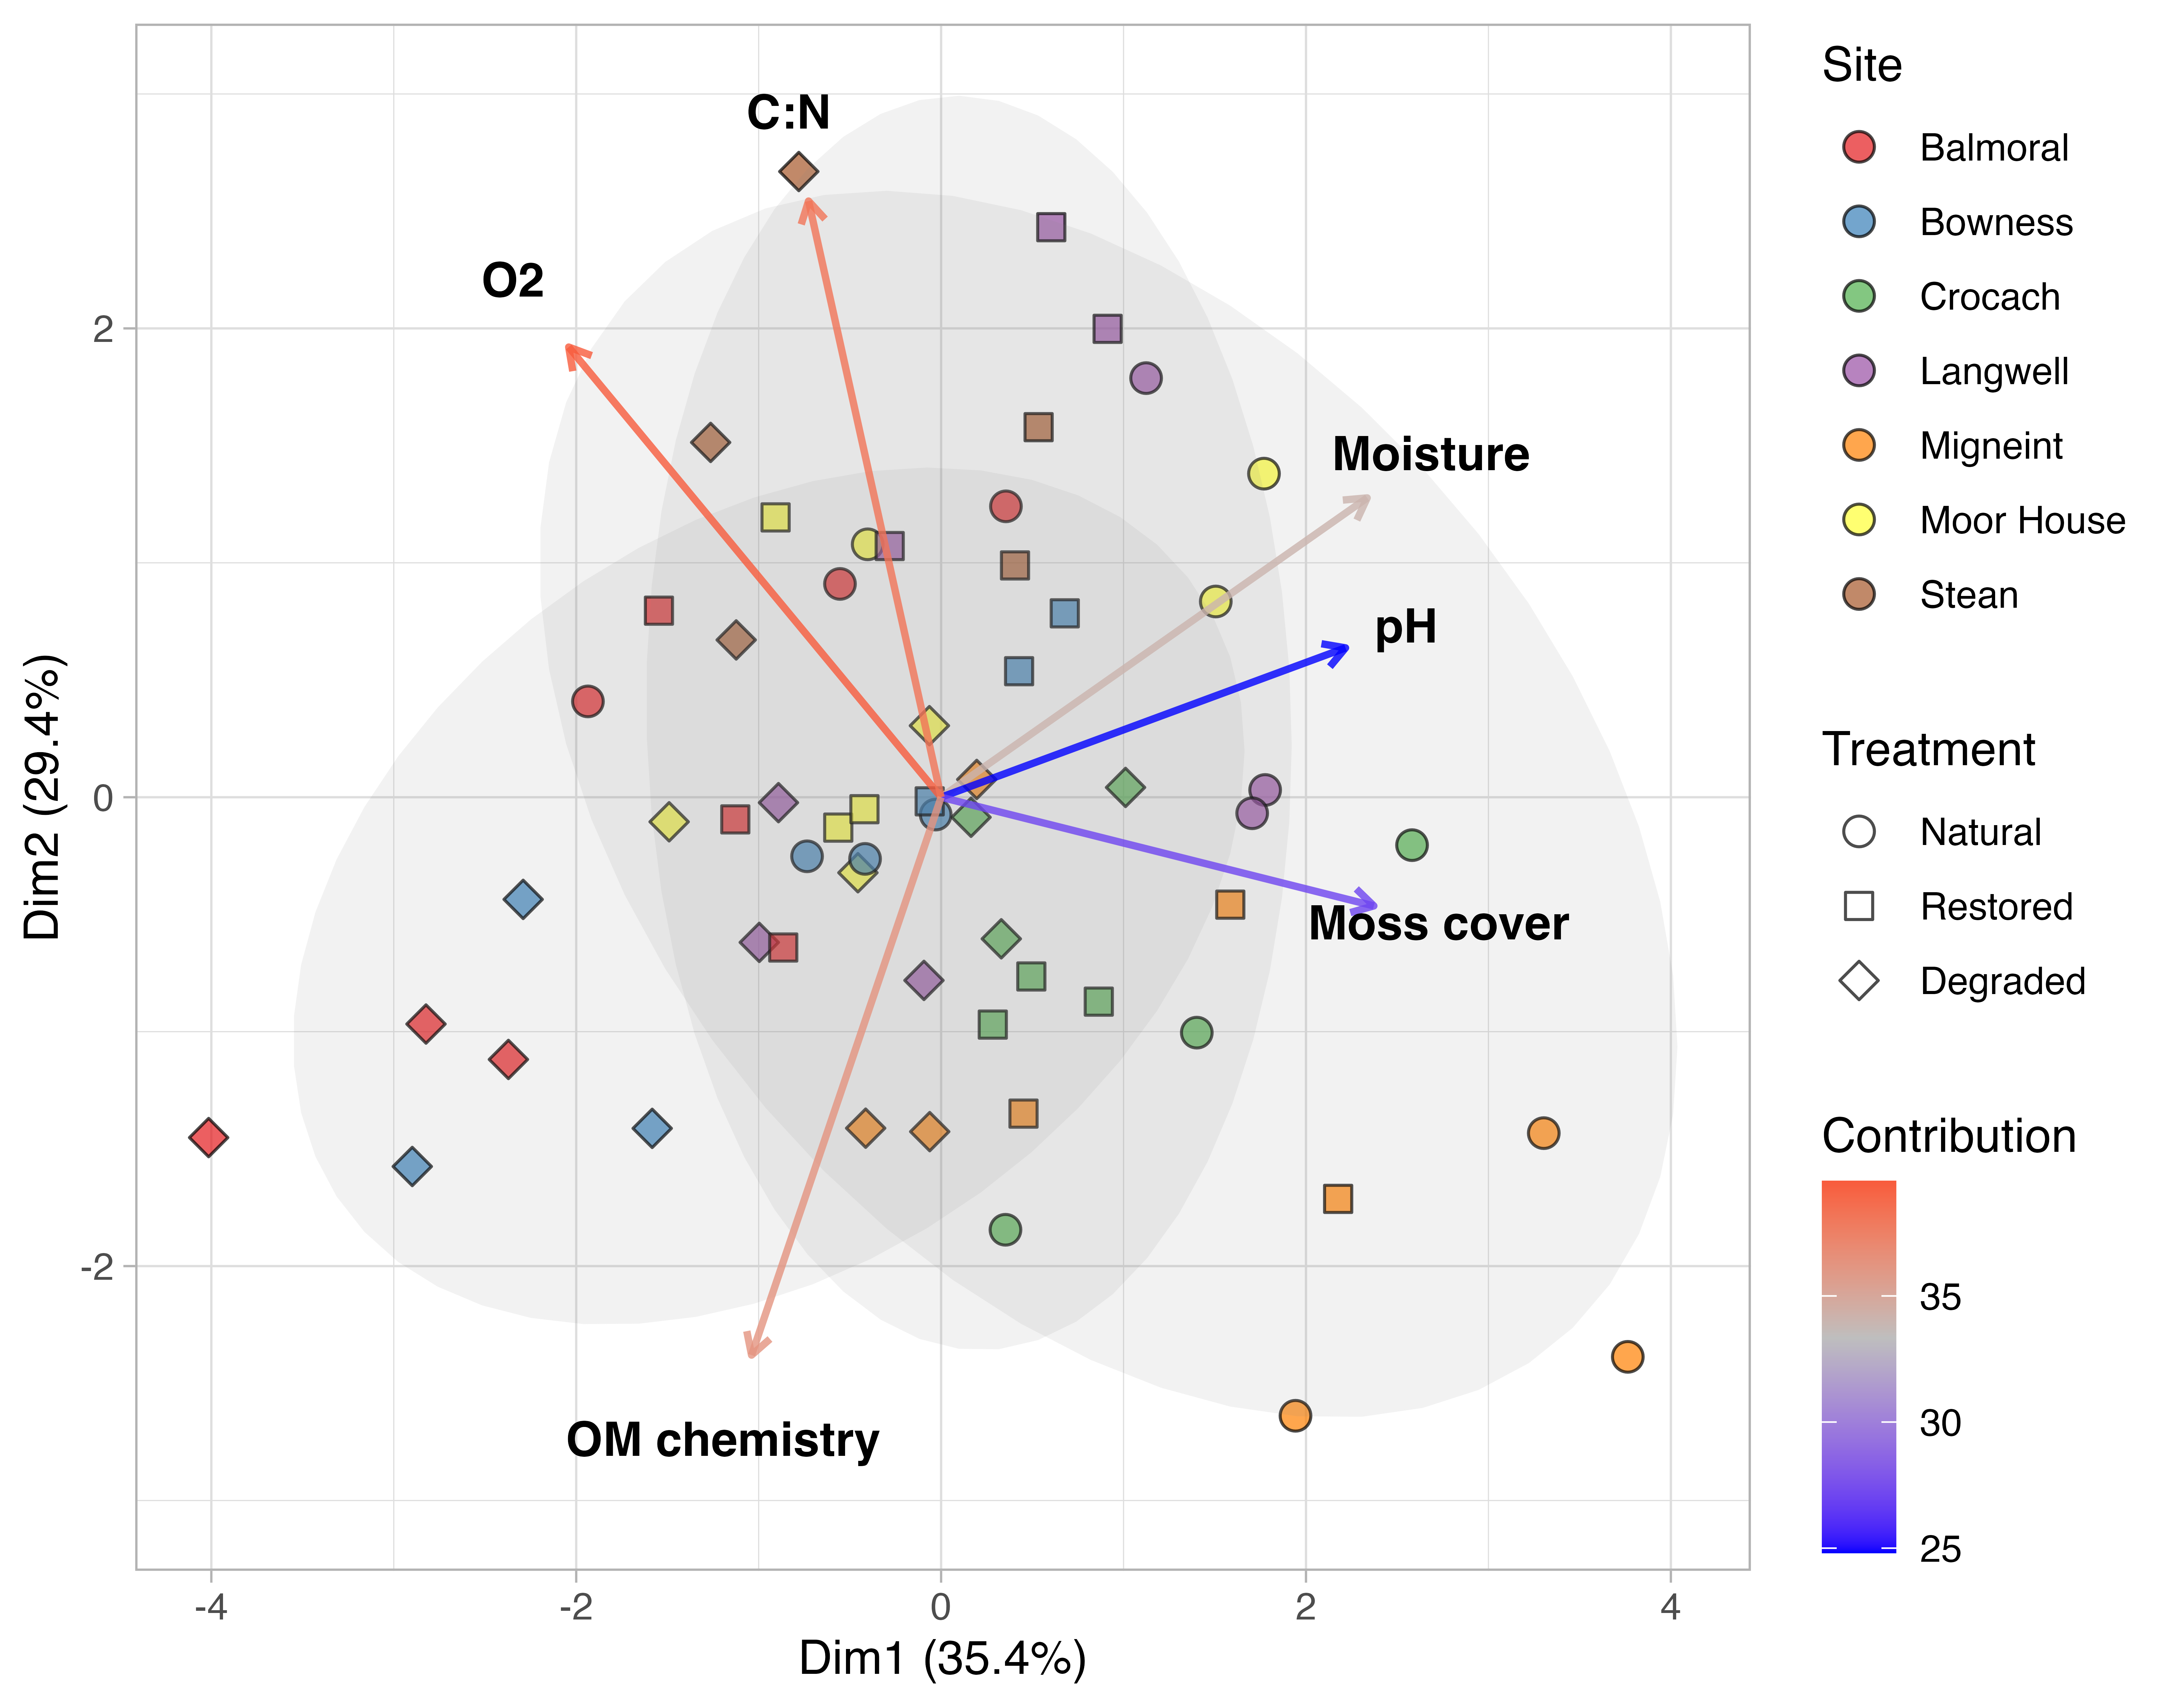 C:N
O2
Moisture
pH
Moss cover
OM chemistry
2
0
-2
-4
-2
0
2
4
Dim1 (35.4%)
Dim2 (29.4%)
Site
Balmoral
Bowness
Crocach
Langwell
Migneint
Moor House
Stean
Treatment
Natural
Restored
Degraded
Contribution
35
30
25